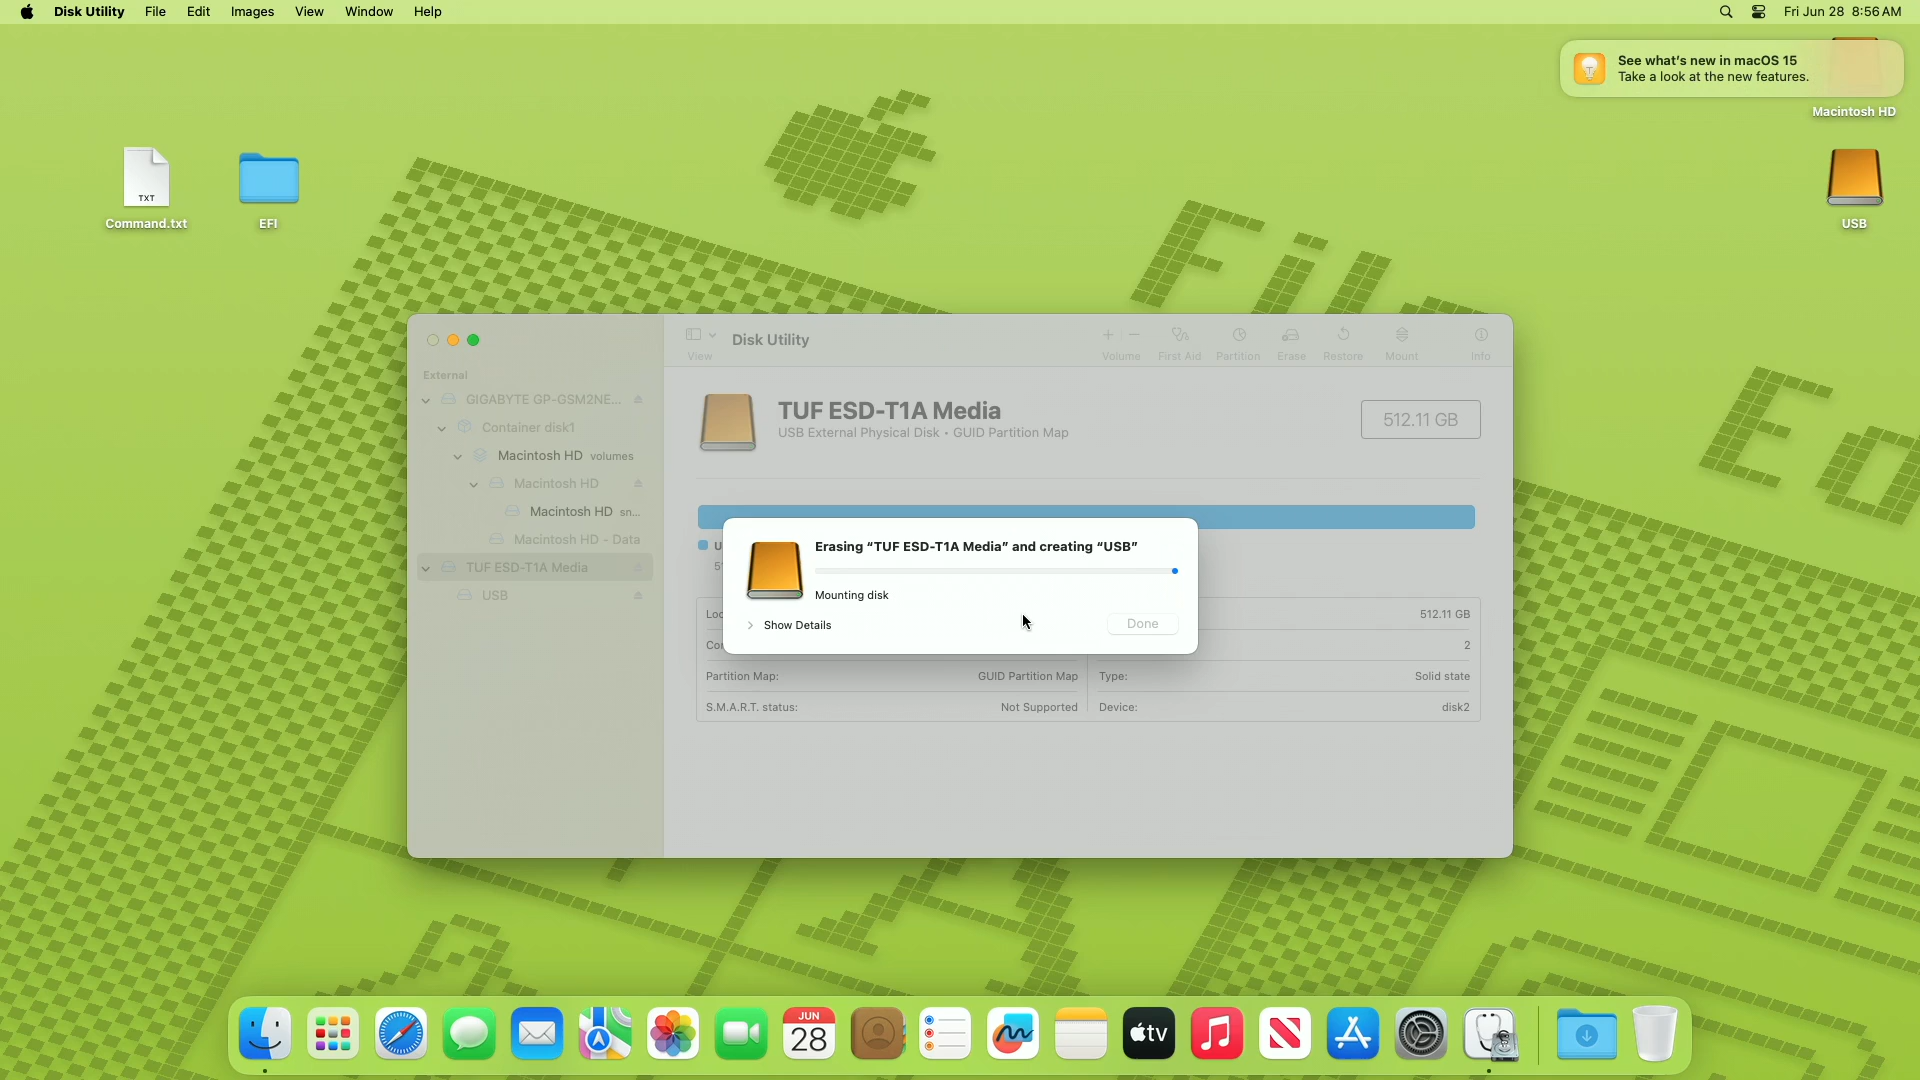 Disk Utility File Edit Images View Window Help Fri Jun 28 8:56 AM
See what's new in macOS 15
Take a look at the new features.
Macintosh HD
TXT
Command.txt
EFI
USB
View
Disk Utility
Volume First Aid Partition Erase Restore Mount Info
External
GIGABYTE GP-GSM2NE...
Container disk1
Macintosh HD volumes
Macintosh HD
Macintosh HD sn...
Macintosh HD - Data
TUF ESD-T1A Media
USB
TUF ESD-T1A Media
USB External Physical Disk • GUID Partition Map
512.11 GB
Erasing “TUF ESD-T1A Media” and creating “USB”
Mounting disk
Show Details
Done
512.11 GB
2
Partition Map: GUID Partition Map Type: Solid state
S.M.A.R.T. status: Not Supported Device: disk2
JUN
28
tv